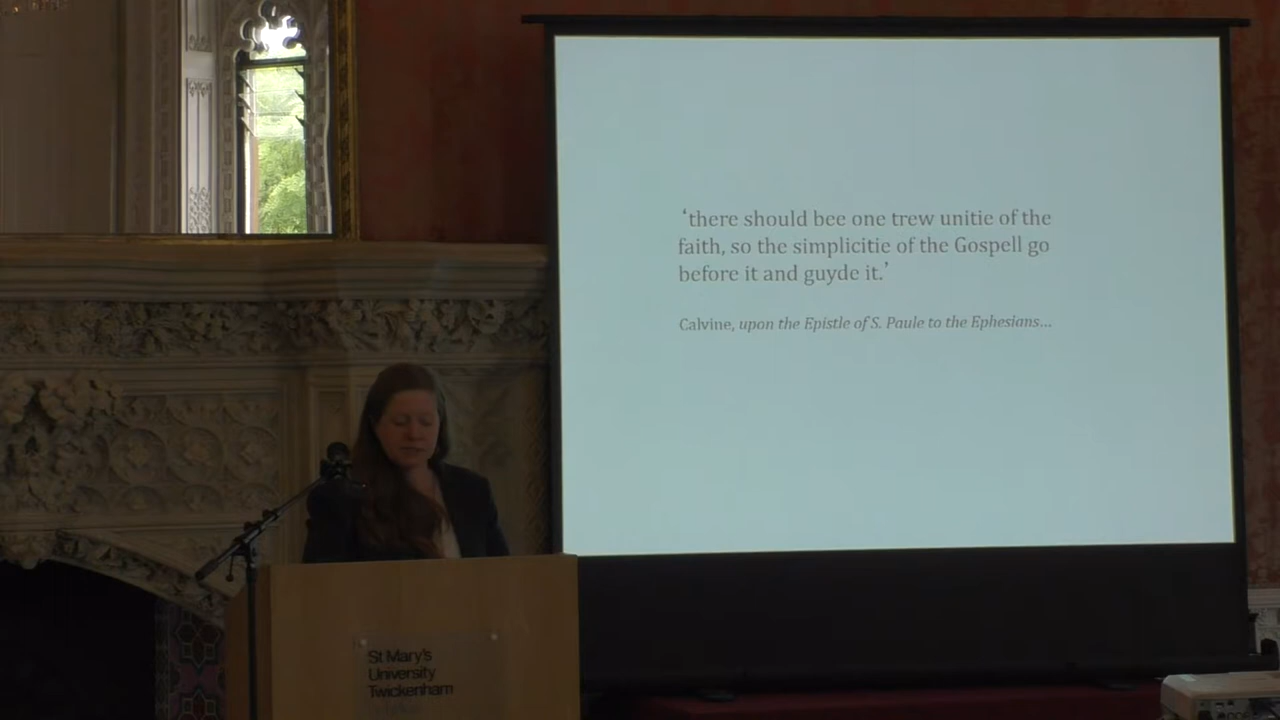 ‘there should bee one trew unitie of the
faith, so the simplicitie of the Gospell go
before it and guyde it.’
Calvine, upon the Epistle of S. Paule to the Ephesians...
St Mary's
University
Twickenham